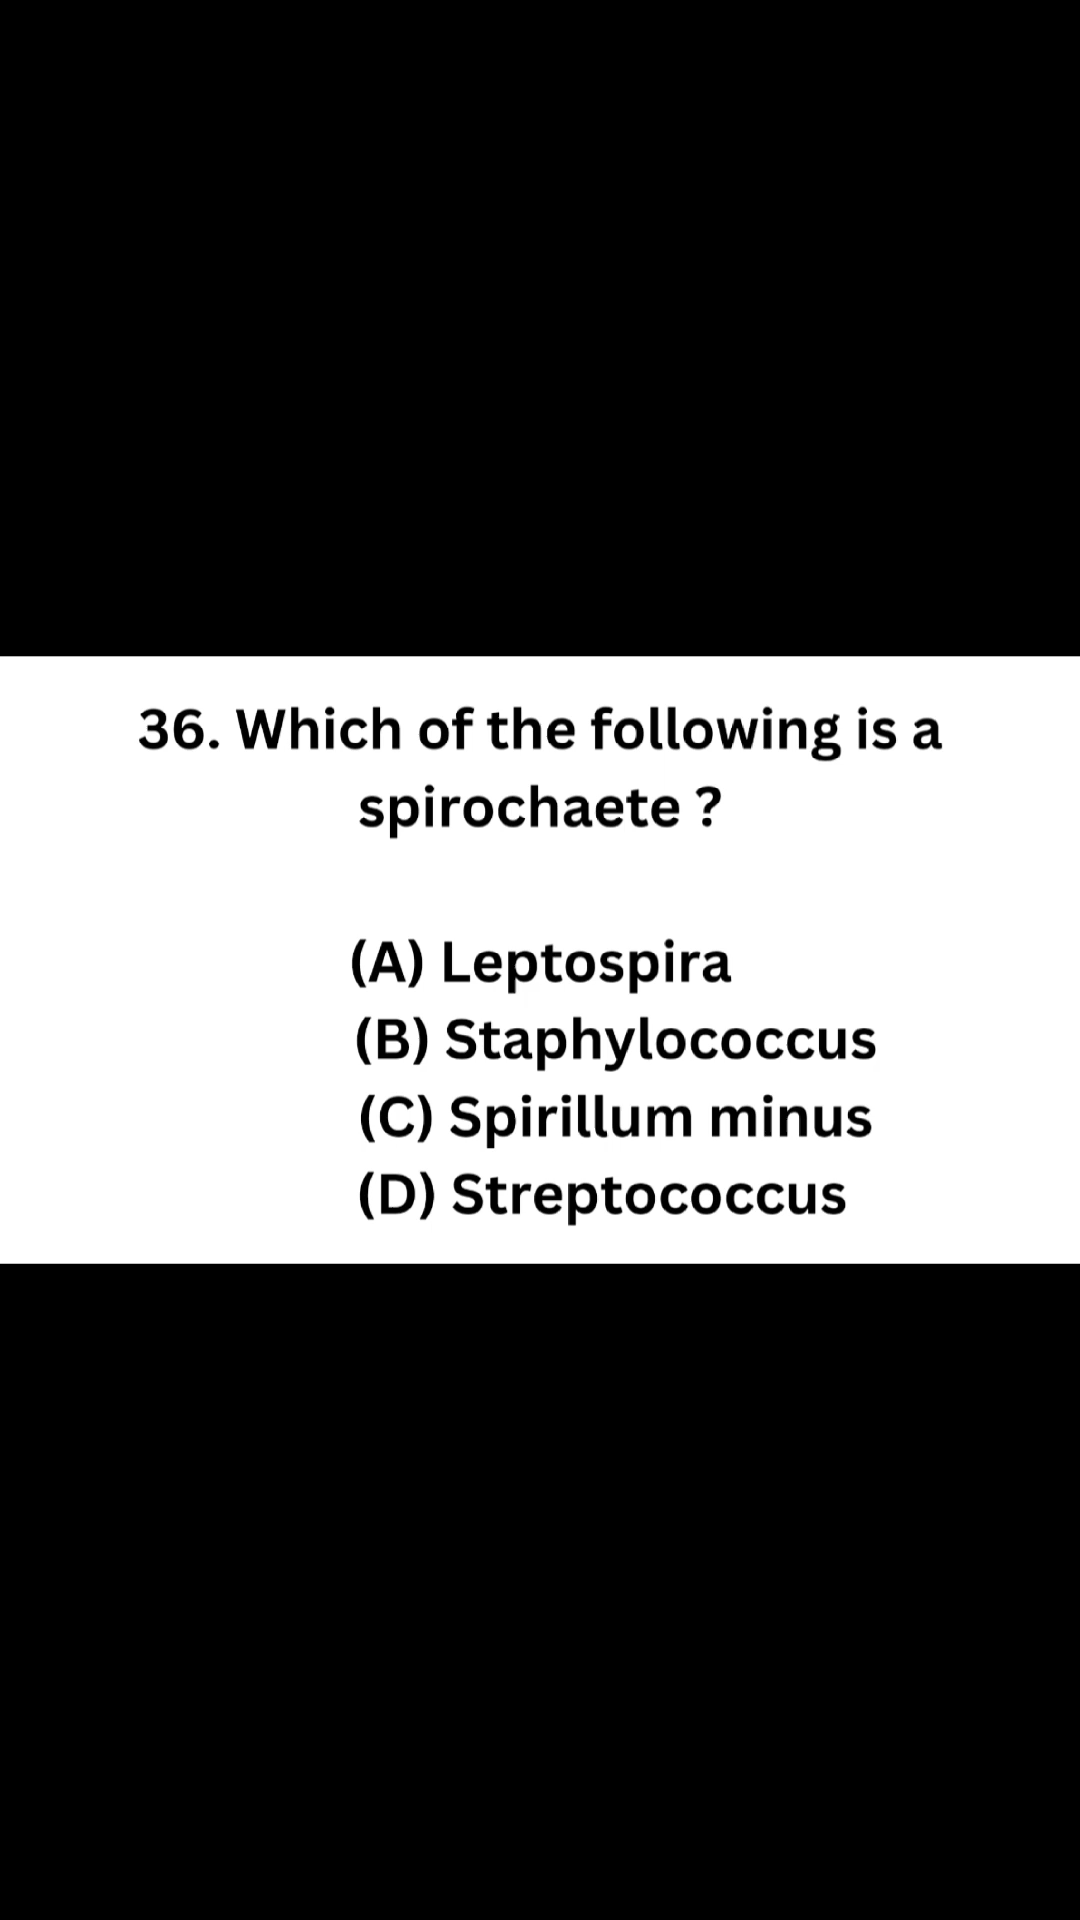 36. Which of the following is a
spirochaete ?
(A) Leptospira
(B) Staphylococcus
(C) Spirillum minus
(D) Streptococcus